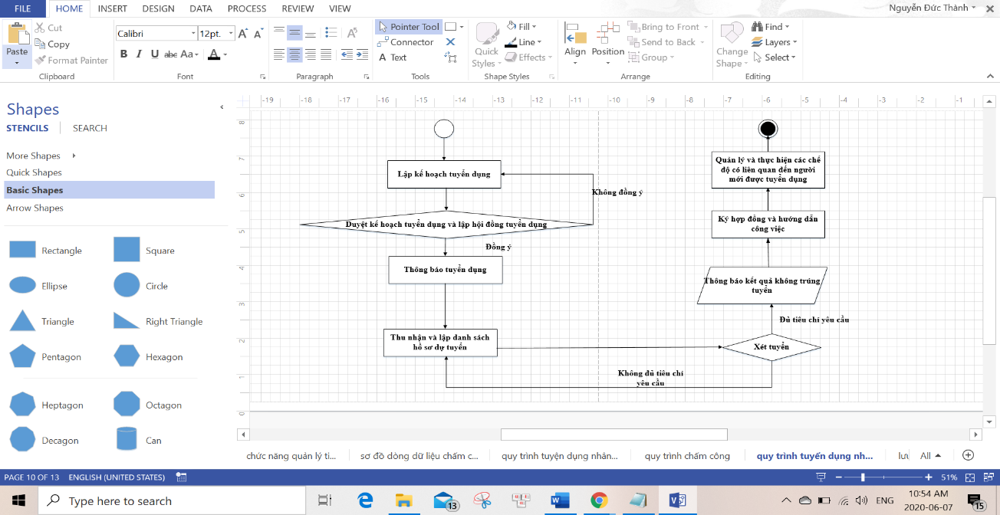 FILE HOME INSERT DESIGN DATA PROCESS REVIEW VIEW
Nguyễn Đức Thành
Paste
Cut
Copy
Format Painter
Clipboard
Calibri 12pt.
B I U abc Aa A
Font
Paragraph
Pointer Tool
Connector
A Text
Tools
Quick
Styles
Fill
Line
Effects
Shape Styles
Align
Position
Bring to Front
Send to Back
Group
Arrange
Change
Shape
Find
Layers
Select
Editing
Shapes
STENCILS SEARCH
More Shapes
Quick Shapes
Basic Shapes
Arrow Shapes
Rectangle Square
Ellipse Circle
Triangle Right Triangle
Pentagon Hexagon
Heptagon Octagon
Decagon Can
-19 -18 -17 -16 -15 -14 -13 -12 -11 -10 -9 -8 -7 -6 -5 -4 -3 -2 -1
8
7
6
5
4
3
2
1
0
Lập kế hoạch tuyển dụng
Không đồng ý
Duyệt kế hoạch tuyển dụng và lập hội đồng tuyển dụng
Đồng ý
Thông báo tuyển dụng
Thu nhận và lập danh sách
hồ sơ dự tuyển
Không đủ tiêu chí
yêu cầu
Quản lý và thực hiện các chế
độ có liên quan đến người
mới được tuyển dụng
Ký hợp đồng và hướng dẫn
công việc
Thông báo kết quả không trúng
tuyển
Đủ tiêu chí yêu cầu
Xét tuyển
chức năng quản lý ti... sơ đồ dòng dữ liệu chấm c... quy trình tuyện dụng nhân... quy trình chấm công quy trình tuyển dụng nh... lưu All
PAGE 10 OF 13 ENGLISH (UNITED STATES) 51%
Type here to search
13
ENG
10:54 AM
2020-06-07
15